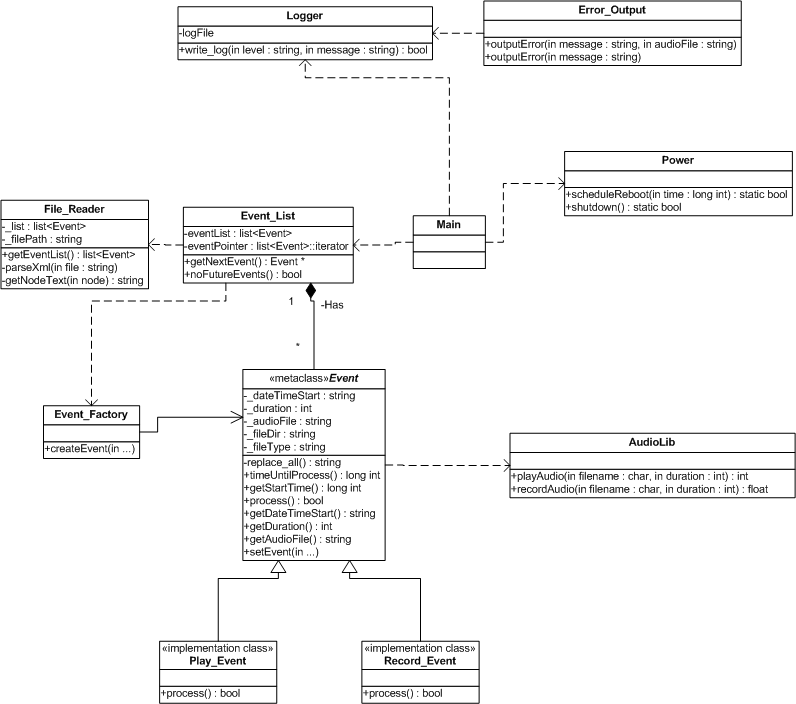 Logger
-logFile
+write_log(in level : string, in message : string) : bool
Error_Output
+outputError(in message : string, in audioFile : string)
+outputError(in message : string)
Power
+scheduleReboot(in time : long int) : static bool
+shutdown() : static bool
File_Reader
-_list : list<Event>
-_filePath : string
+getEventList() : list<Event>
-parseXml(in file : string)
-getNodeText(in node) : string
Event_List
-eventList : list<Event>
-eventPointer : list<Event>::iterator
+getNextEvent() : Event *
+noFutureEvents() : bool
Main
1
-Has
*
«metaclass»Event
-_dateTimeStart : string
-_duration : int
-_audioFile : string
-_fileDir : string
-_fileType : string
-replace_all() : string
+timeUntilProcess() : long int
+getStartTime() : long int
+process() : bool
+getDateTimeStart() : string
+getDuration() : int
+getAudioFile() : string
+setEvent(in ...)
Event_Factory
+createEvent(in ...)
AudioLib
+playAudio(in filename : char, in duration : int) : int
+recordAudio(in filename : char, in duration : int) : float
«implementation class»
Play_Event
+process() : bool
«implementation class»
Record_Event
+process() : bool